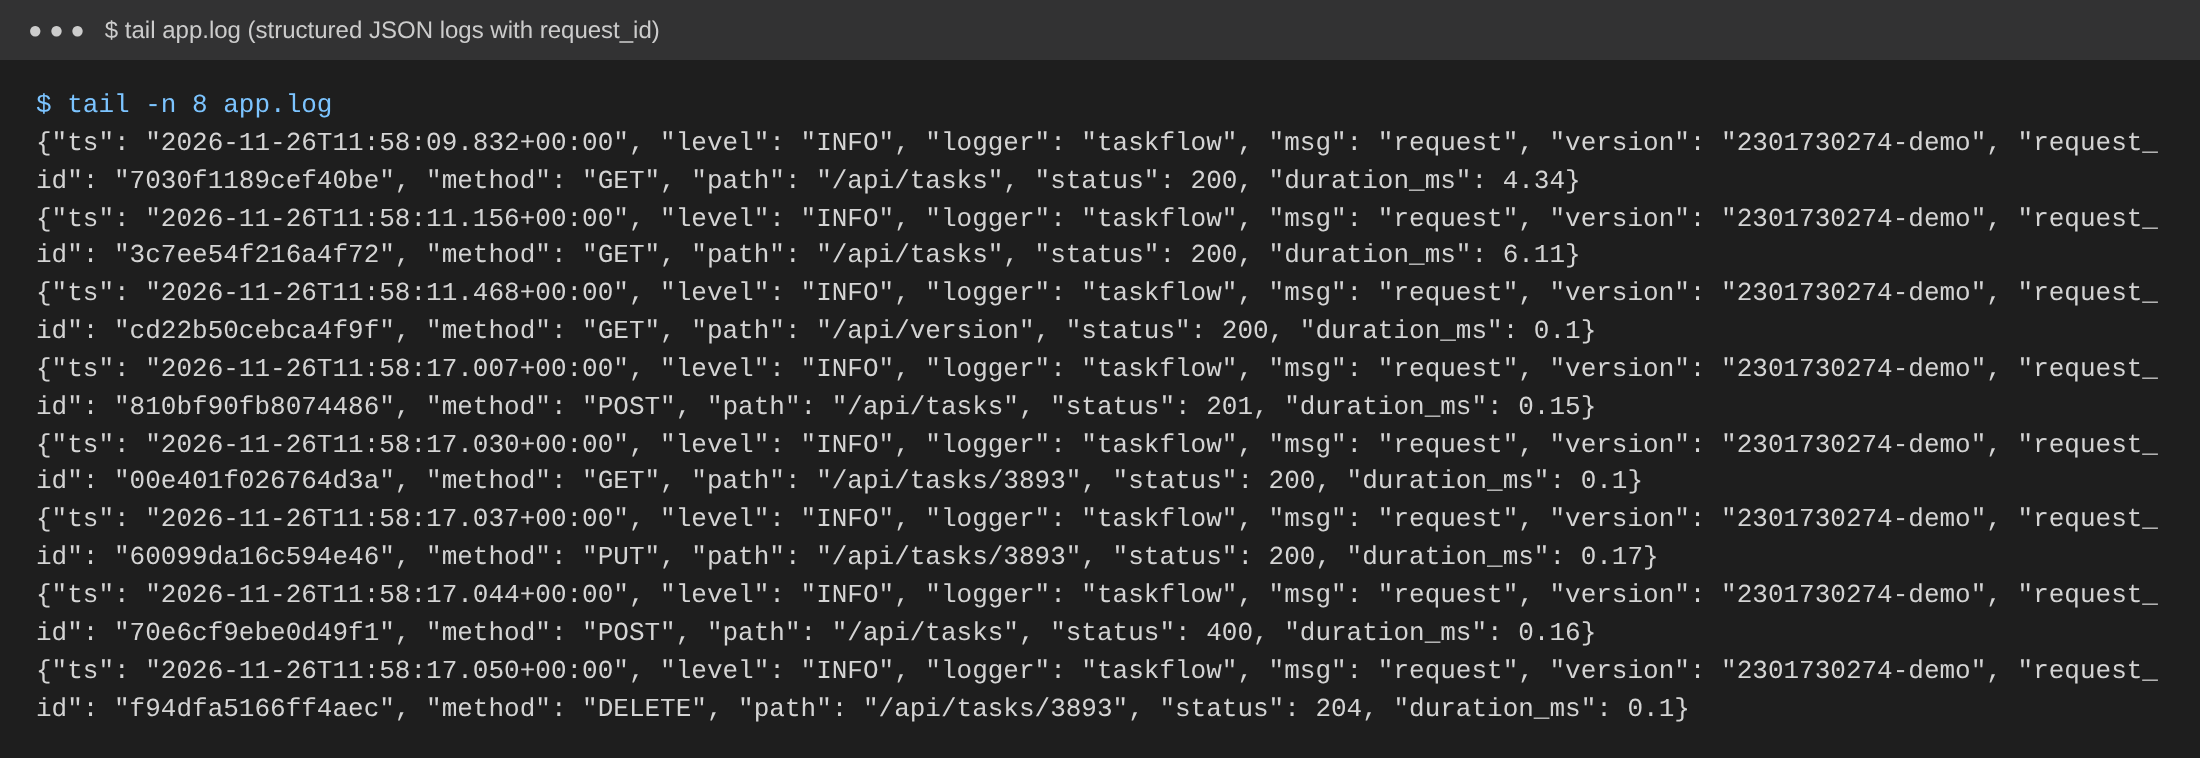 $ tail app.log (structured JSON logs with request_id)
$ tail -n 8 app.log
{"ts": "2026-11-26T11:58:09.832+00:00", "level": "INFO", "logger": "taskflow", "msg": "request", "version": "2301730274-demo", "request_
id": "7030f1189cef40be", "method": "GET", "path": "/api/tasks", "status": 200, "duration_ms": 4.34}
{"ts": "2026-11-26T11:58:11.156+00:00", "level": "INFO", "logger": "taskflow", "msg": "request", "version": "2301730274-demo", "request_
id": "3c7ee54f216a4f72", "method": "GET", "path": "/api/tasks", "status": 200, "duration_ms": 6.11}
{"ts": "2026-11-26T11:58:11.468+00:00", "level": "INFO", "logger": "taskflow", "msg": "request", "version": "2301730274-demo", "request_
id": "cd22b50cebca4f9f", "method": "GET", "path": "/api/version", "status": 200, "duration_ms": 0.1}
{"ts": "2026-11-26T11:58:17.007+00:00", "level": "INFO", "logger": "taskflow", "msg": "request", "version": "2301730274-demo", "request_
id": "810bf90fb8074486", "method": "POST", "path": "/api/tasks", "status": 201, "duration_ms": 0.15}
{"ts": "2026-11-26T11:58:17.030+00:00", "level": "INFO", "logger": "taskflow", "msg": "request", "version": "2301730274-demo", "request_
id": "00e401f026764d3a", "method": "GET", "path": "/api/tasks/3893", "status": 200, "duration_ms": 0.1}
{"ts": "2026-11-26T11:58:17.037+00:00", "level": "INFO", "logger": "taskflow", "msg": "request", "version": "2301730274-demo", "request_
id": "60099da16c594e46", "method": "PUT", "path": "/api/tasks/3893", "status": 200, "duration_ms": 0.17}
{"ts": "2026-11-26T11:58:17.044+00:00", "level": "INFO", "logger": "taskflow", "msg": "request", "version": "2301730274-demo", "request_
id": "70e6cf9ebe0d49f1", "method": "POST", "path": "/api/tasks", "status": 400, "duration_ms": 0.16}
{"ts": "2026-11-26T11:58:17.050+00:00", "level": "INFO", "logger": "taskflow", "msg": "request", "version": "2301730274-demo", "request_
id": "f94dfa5166ff4aec", "method": "DELETE", "path": "/api/tasks/3893", "status": 204, "duration_ms": 0.1}